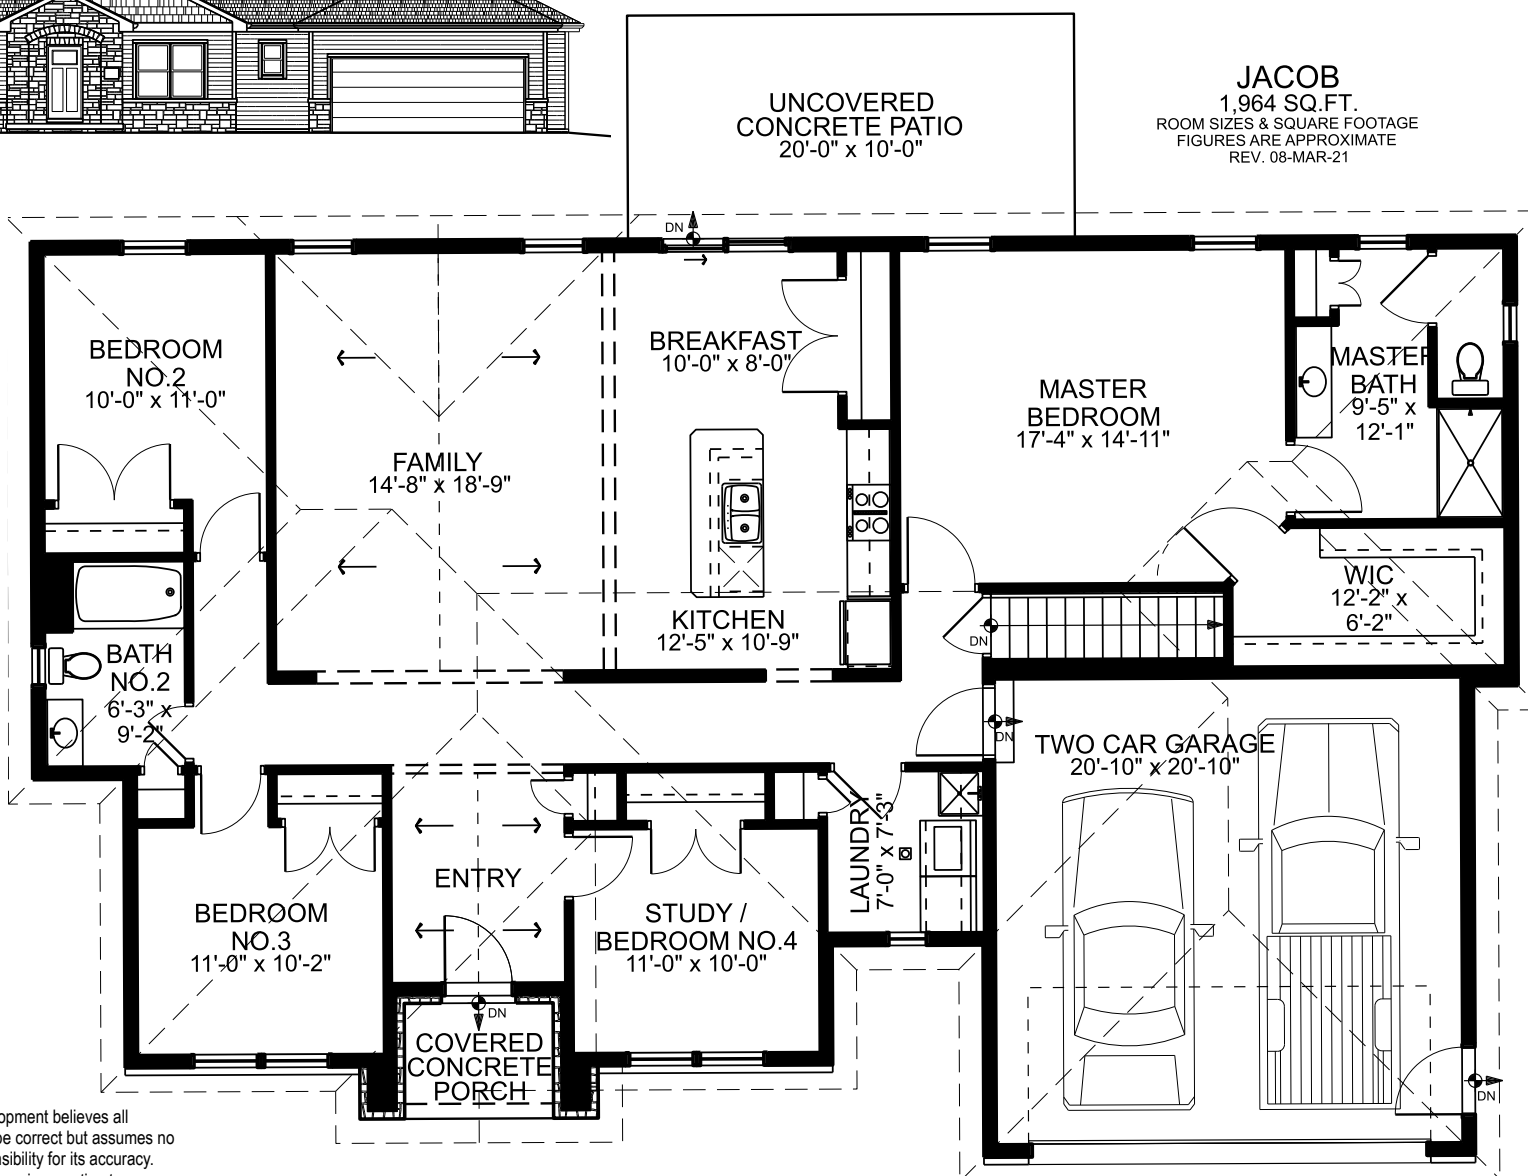 UNCOVERED
CONCRETE PATIO
20'-0" x 10'-0"
JACOB
1,964 SQ.FT.
ROOM SIZES & SQUARE FOOTAGE
FIGURES ARE APPROXIMATE
REV. 08-MAR-21
DN
BEDROOM
NO.2
10'-0" x 11'-0"
FAMILY
14'-8" x 18'-9"
BREAKFAST
10'-0" x 8'-0"
MASTER
BEDROOM
17'-4" x 14'-11"
MASTER
BATH
9'-5" x
12'-1"
KITCHEN
12'-5" x 10'-9"
WIC
12'-2" x
6'-2"
DN
BATH
NO.2
6'-3" x
9'-2"
DN
TWO CAR GARAGE
20'-10" x 20'-10"
LAUNDRY
7'-0" x 7'-3"
ENTRY
BEDROOM
NO.3
11'-0" x 10'-2"
STUDY /
BEDROOM NO.4
11'-0" x 10'-0"
DN
COVERED
CONCRETE
PORCH
DN
opment believes all
be correct but assumes no
nsibility for its accuracy.